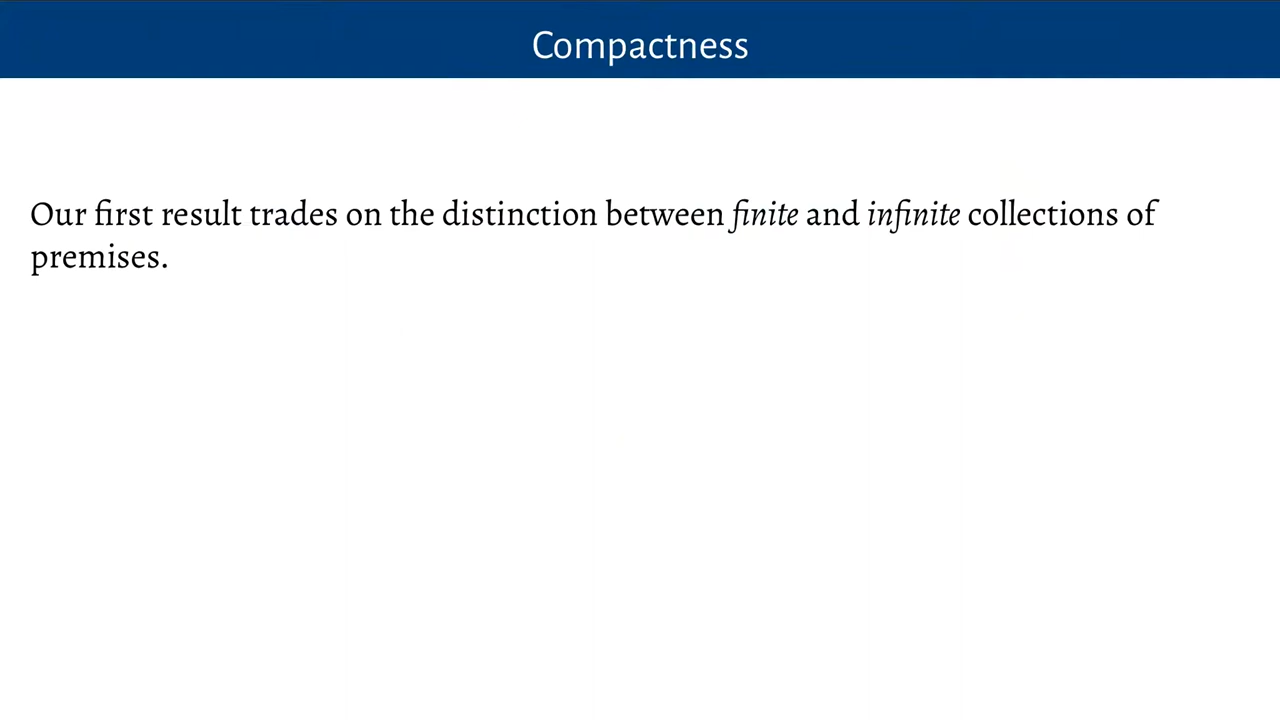 Compactness
Our first result trades on the distinction between finite and infinite collections of
premises.